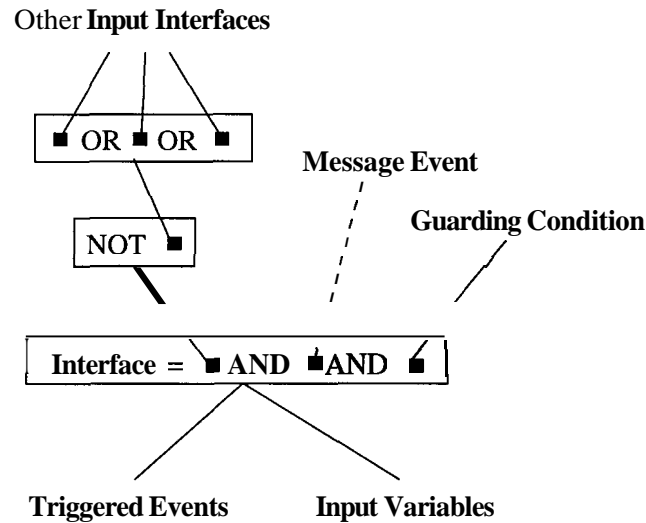 Other Input Interfaces
■ OR ■ OR ■
Message Event
Guarding Condition
NOT ■
Interface = ■ AND ■ AND ■
Triggered Events
Input Variables